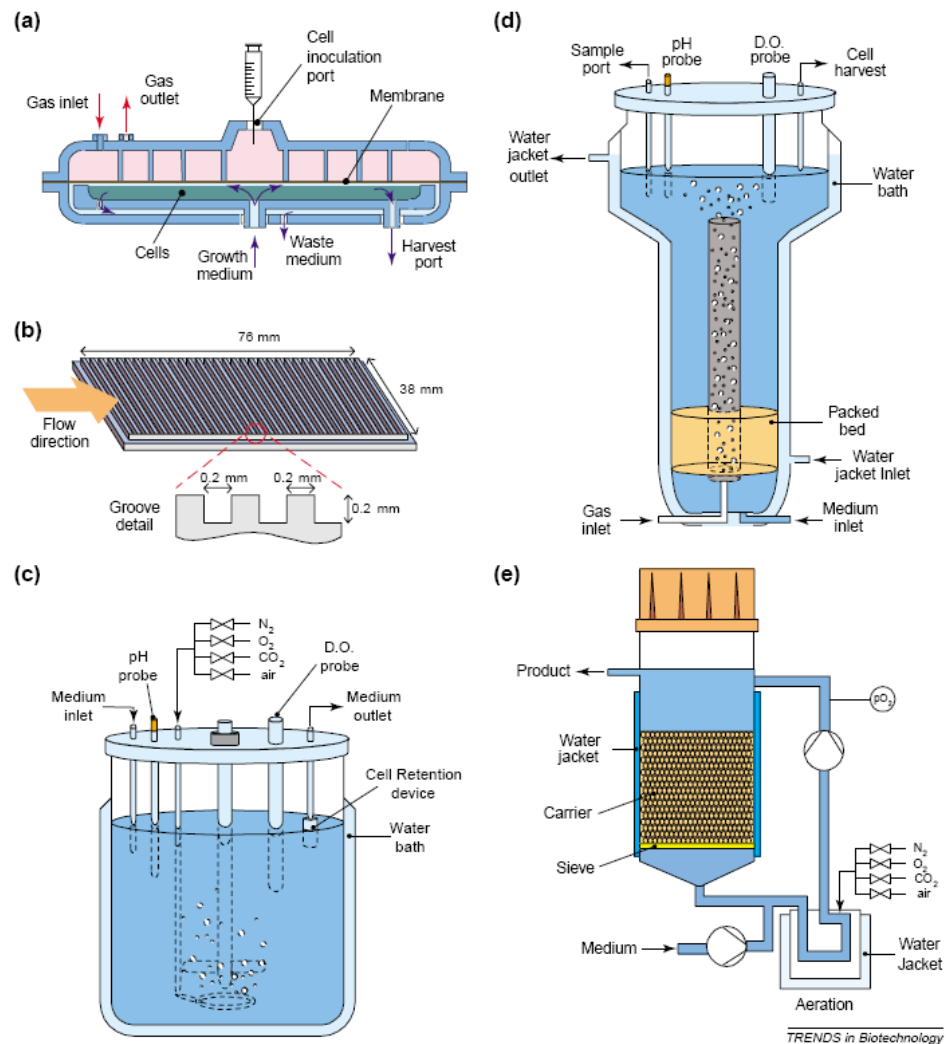 (a)
Cell
inoculation
port
Gas
outlet
Gas inlet
Membrane
Cells
Growth
medium
Waste
medium
Harvest
port
(b)
76 mm
38 mm
Flow
direction
0.2 mm
0.2 mm
Groove
detail
0.2 mm
(c)
N2
O2
CO2
air
pH
probe
D.O.
probe
Medium
inlet
Medium
outlet
Cell Retention
device
Water
bath
(d)
Sample
port
pH
probe
D.O.
probe
Cell
harvest
Water
jacket
outlet
Water
bath
Packed
bed
Water
jacket Inlet
Gas
inlet
Medium
inlet
(e)
Product
pO2
Water
jacket
Carrier
Sieve
N2
O2
CO2
air
Medium
Water
Jacket
Aeration
TRENDS in Biotechnology